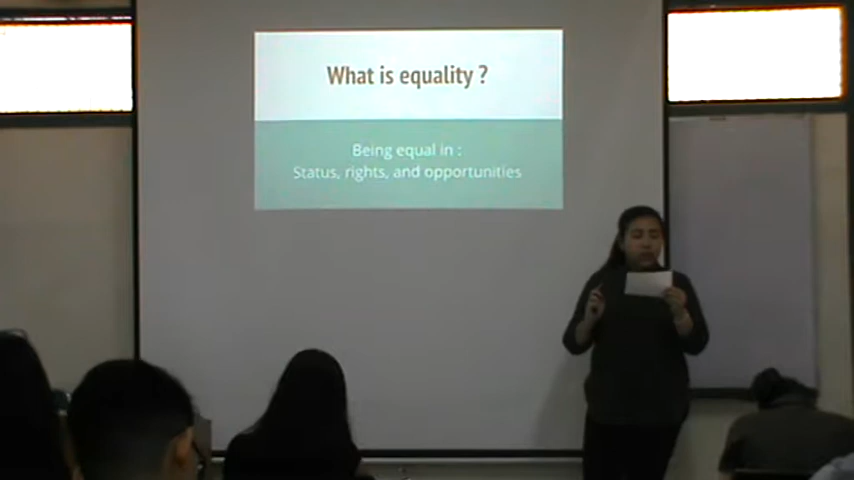 What is equality ?
Being equal in :
Status, rights, and opportunities